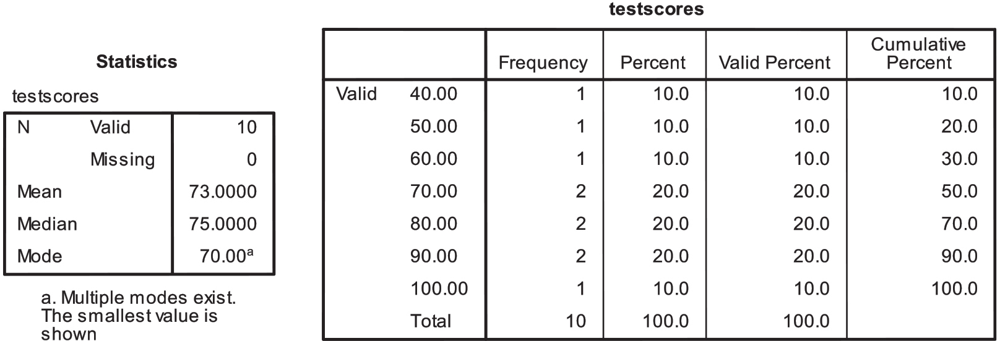 Statistics
testscores
N Valid 10
Missing 0
Mean 73.0000
Median 75.0000
Mode 70.00a
a. Multiple modes exist.
The smallest value is
shown
testscores
Frequency Percent Valid Percent Cumulative Percent
Valid 40.00 1 10.0 10.0 10.0
50.00 1 10.0 10.0 20.0
60.00 1 10.0 10.0 30.0
70.00 2 20.0 20.0 50.0
80.00 2 20.0 20.0 70.0
90.00 2 20.0 20.0 90.0
100.00 1 10.0 10.0 100.0
Total 10 100.0 100.0